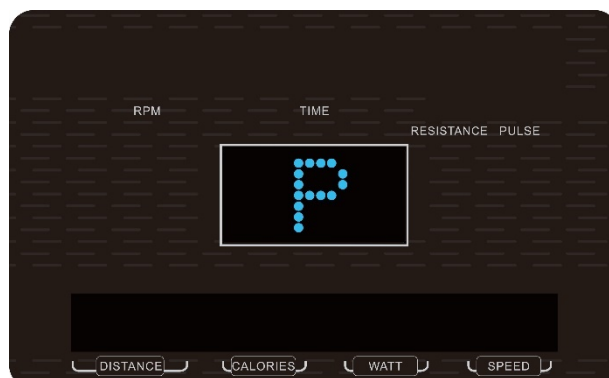 RPM TIME
RESISTANCE PULSE
P
DISTANCE CALORIES WATT SPEED